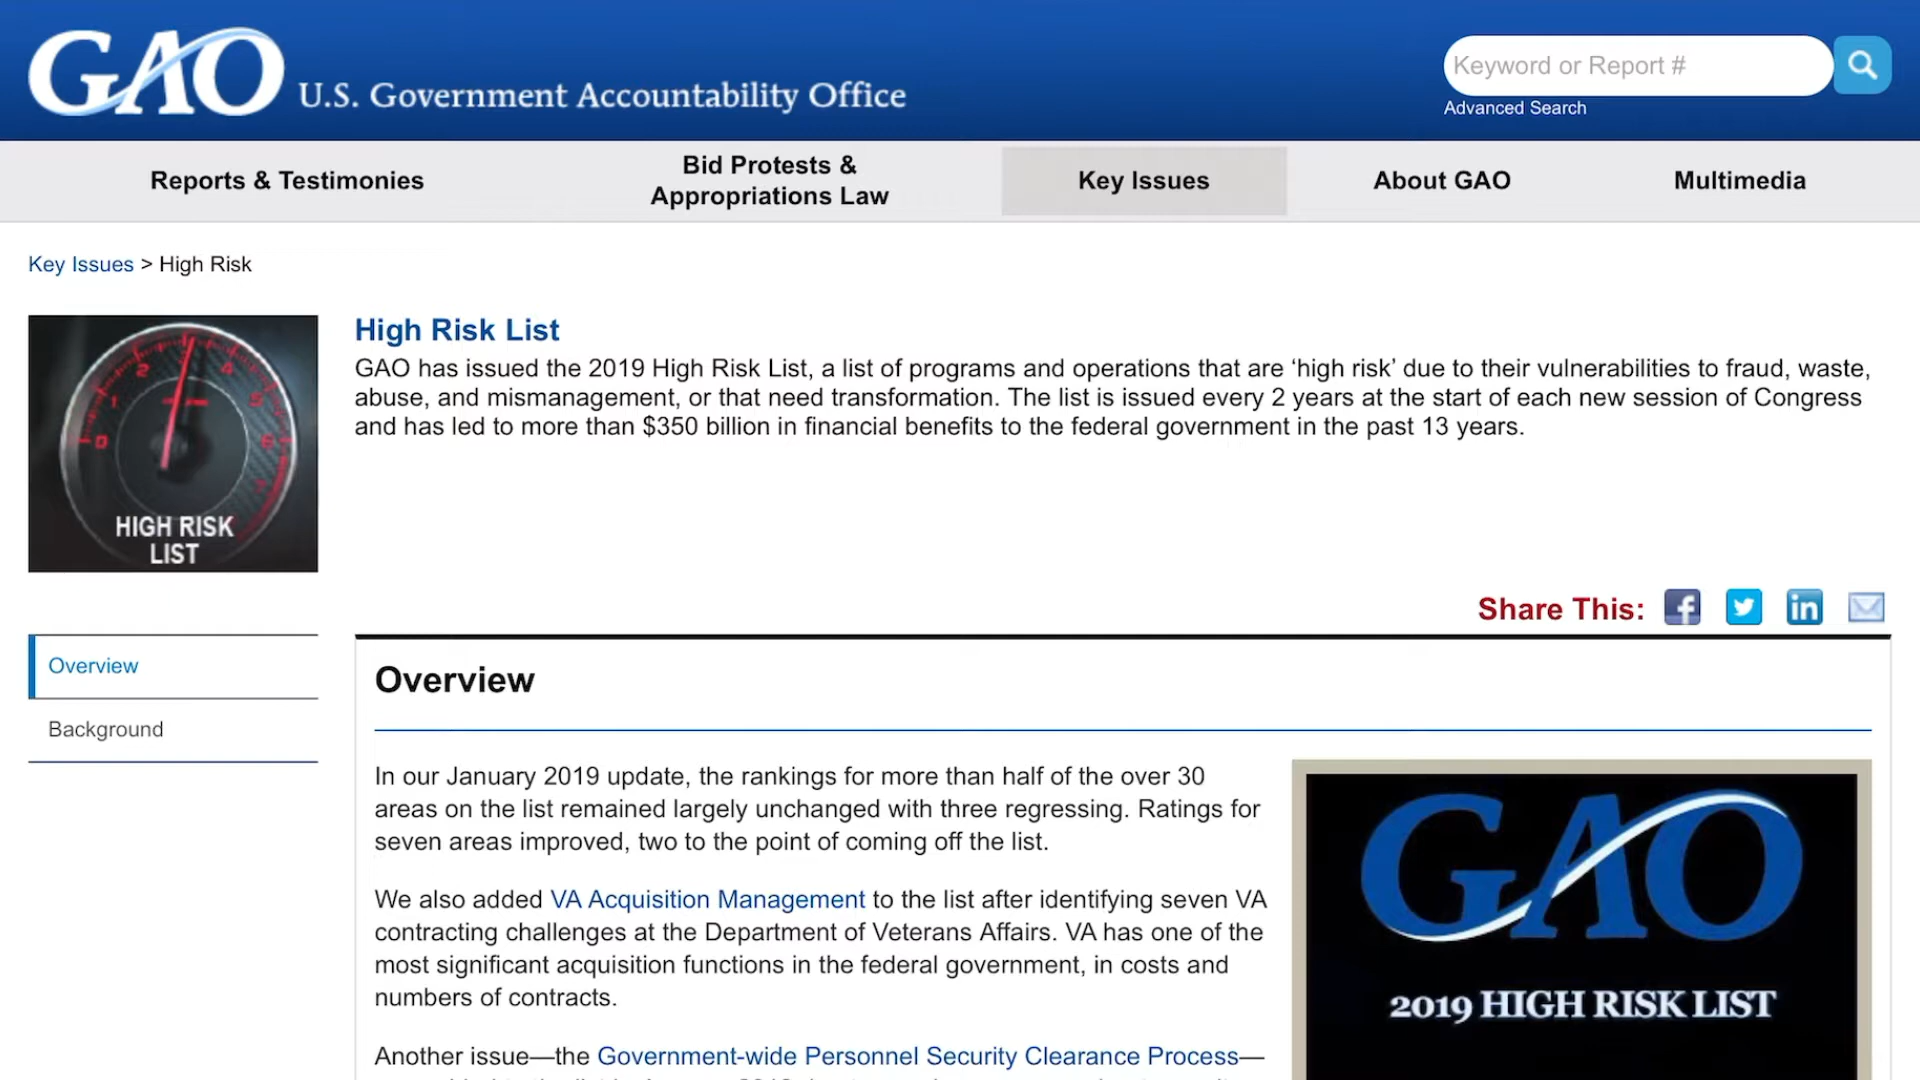 GAO U.S. Government Accountability Office
Keyword or Report #
Advanced Search
Reports & Testimonies
Bid Protests &
Appropriations Law
Key Issues
About GAO
Multimedia
Key Issues > High Risk
2
4
1
5
0
6
HIGH RISK
LIST
High Risk List
GAO has issued the 2019 High Risk List, a list of programs and operations that are ‘high risk’ due to their vulnerabilities to fraud, waste,
abuse, and mismanagement, or that need transformation. The list is issued every 2 years at the start of each new session of Congress
and has led to more than $350 billion in financial benefits to the federal government in the past 13 years.
Share This:
Overview
Background
Overview
In our January 2019 update, the rankings for more than half of the over 30
areas on the list remained largely unchanged with three regressing. Ratings for
seven areas improved, two to the point of coming off the list.
We also added VA Acquisition Management to the list after identifying seven VA
contracting challenges at the Department of Veterans Affairs. VA has one of the
most significant acquisition functions in the federal government, in costs and
numbers of contracts.
Another issue—the Government-wide Personnel Security Clearance Process—
GAO
2019 HIGH RISK LIST